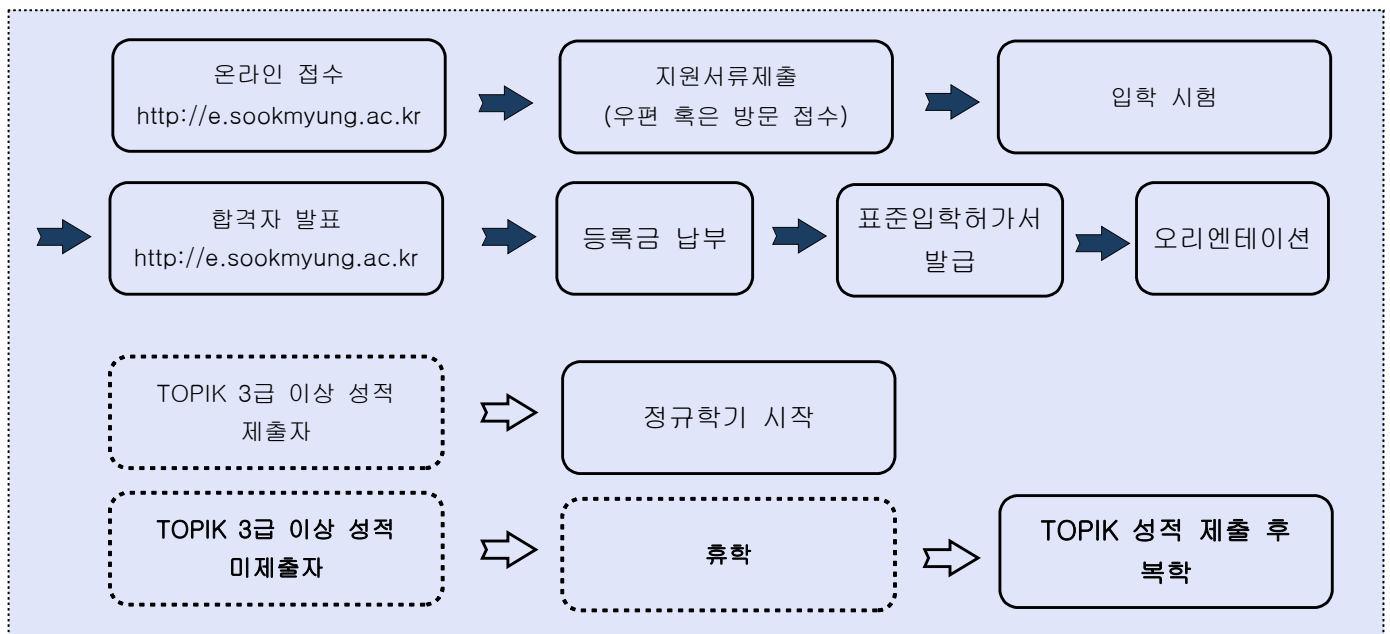 온라인 접수
http://e.sookmyung.ac.kr
지원서류제출
(우편 혹은 방문 접수)
입학 시험
합격자 발표
http://e.sookmyung.ac.kr
등록금 납부
표준입학허가서
발급
오리엔테이션
TOPIK 3급 이상 성적
제출자
정규학기 시작
TOPIK 3급 이상 성적
미제출자
휴학
TOPIK 성적 제출 후
복학